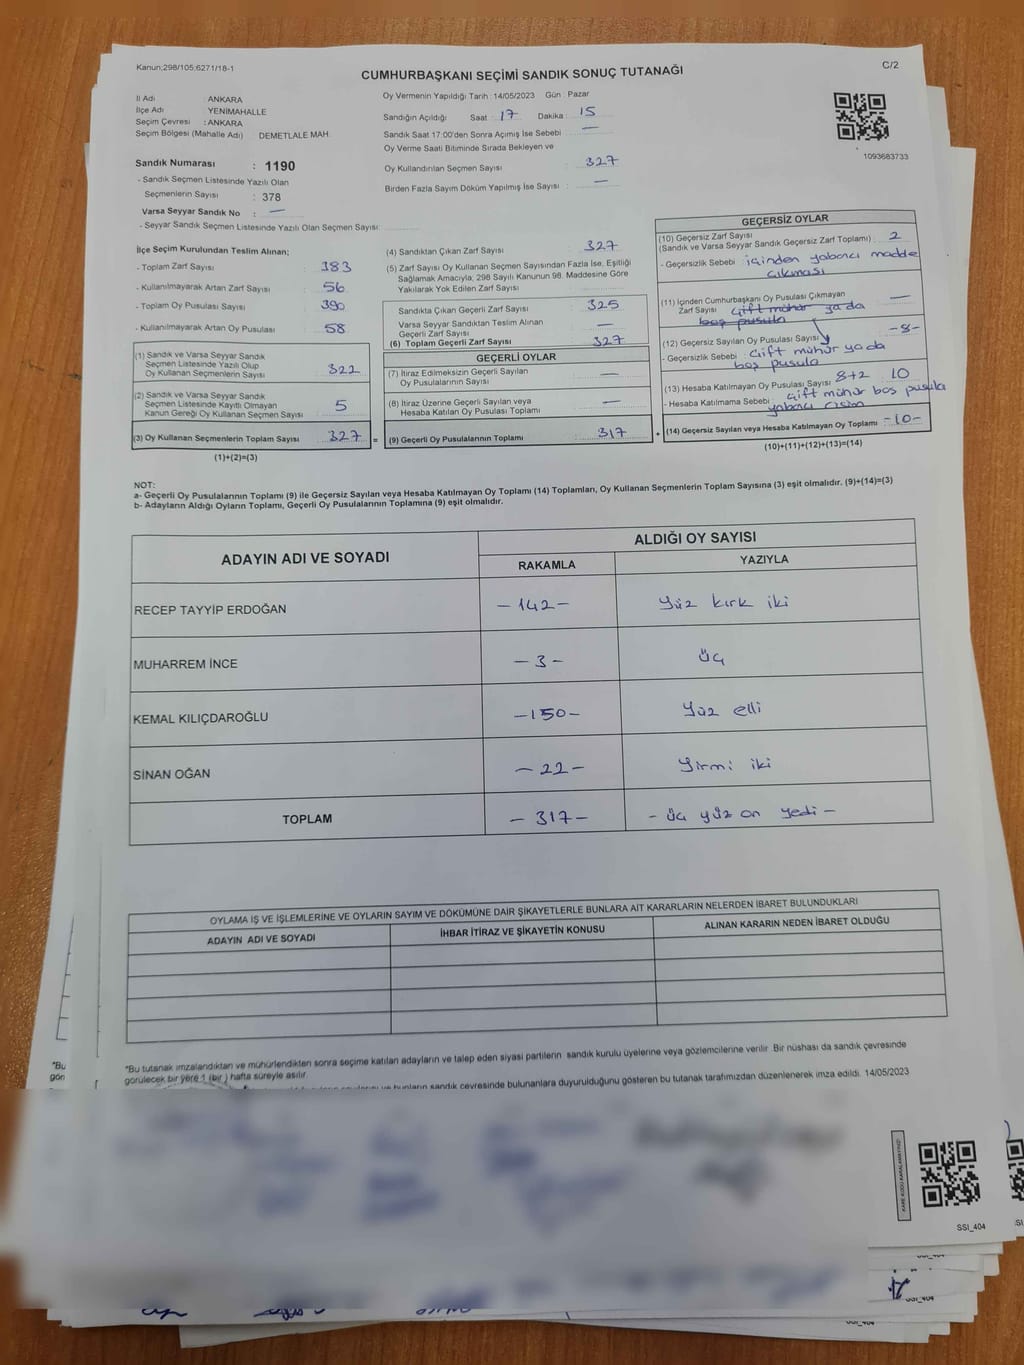 Kanun;298/105;6271/18-1
CUMHURBAŞKANI SEÇİMİ SANDIK SONUÇ TUTANAĞI
C/2
İl Adı : ANKARA
İlçe Adı : YENİMAHALLE
Seçim Çevresi : ANKARA
Seçim Bölgesi (Mahalle Adı) DEMETLALE MAH.
Oy Vermenin Yapıldığı Tarih :14/05/2023 Gün : Pazar
Sandığın Açıldığı Saat : 17 Dakika : 15
Sandık Saat 17:00'den Sonra Açımış İse Sebebi : —
Oy Verme Saati Bitiminde Sırada Bekleyen ve
Oy Kullandırılan Seçmen Sayısı : 327
Birden Fazla Sayım Döküm Yapılmış İse Sayısı : —
1093683733
Sandık Numarası : 1190
- Sandık Seçmen Listesinde Yazılı Olan
Seçmenlerin Sayısı : 378
Varsa Seyyar Sandık No : —
- Seyyar Sandık Seçmen Listesinde Yazılı Olan Seçmen Sayısı:
İlçe Seçim Kurulundan Teslim Alınan;
- Toplam Zarf Sayısı : 383
- Kullanılmayarak Artan Zarf Sayısı : 56
- Toplam Oy Pusulası Sayısı : 390
- Kullanılmayarak Artan Oy Pusulası : 58
(1) Sandık ve Varsa Seyyar Sandık
Seçmen Listesinde Yazılı Olup
Oy Kullanan Seçmenlerin Sayısı : 322
(2) Sandık ve Varsa Seyyar Sandık
Seçmen Listesinde Kayıtlı Olmayan
Kanun Gereği Oy Kullanan Seçmen Sayısı : 5
(3) Oy Kullanan Seçmenlerin Toplam Sayısı : 327 =
(1)+(2)=(3)
(4) Sandıktan Çıkan Zarf Sayısı : 327
(5) Zarf Sayısı Oy Kullanan Seçmen Sayısından Fazla İse, Eşitliği
Sağlamak Amacıyla; 298 Sayılı Kanunun 98. Maddesine Göre
Yakılarak Yok Edilen Zarf Sayısı :
Sandıkta Çıkan Geçerli Zarf Sayısı : 325
Varsa Seyyar Sandıktan Teslim Alınan
Geçerli Zarf Sayısı : —
(6) Toplam Geçerli Zarf Sayısı : 327
GEÇERLİ OYLAR
(7) İtiraz Edilmeksizin Geçerli Sayılan
Oy Pusulalarının Sayısı : —
(8) İtiraz Üzerine Geçerli Sayılan veya
Hesaba Katılan Oy Pusulası Toplamı : —
(9) Geçerli Oy Pusulalarının Toplamı : 317 +
GEÇERSİZ OYLAR
(10) Geçersiz Zarf Sayısı
(Sandık ve Varsa Seyyar Sandık Geçersiz Zarf Toplamı) : 2
- Geçersizlik Sebebi : içinden yabancı madde
çıkması
(11) İçinden Cumhurbaşkanı Oy Pusulası Çıkmayan —
Zarf Sayısı : Çift mühür ya da
boş pusula
(12) Geçersiz Sayılan Oy Pusulası Sayısı -8-
- Geçersizlik Sebebi : Çift mühür ya da
boş pusula
(13) Hesaba Katılmayan Oy Pusulası Sayısı : 8+2 10
- Hesaba Katılmama Sebebi : Çift mühür boş pusula
yabancı cisim
(14) Geçersiz Sayılan veya Hesaba Katılmayan Oy Toplamı : -10-
(10)+(11)+(12)+(13)=(14)
NOT:
a- Geçerli Oy Pusulalarının Toplamı (9) ile Geçersiz Sayılan veya Hesaba Katılmayan Oy Toplamı (14) Toplamları, Oy Kullanan Seçmenlerin Toplam Sayısına (3) eşit olmalıdır. (9)+(14)=(3)
b- Adayların Aldığı Oyların Toplamı, Geçerli Oy Pusulalarının Toplamına (9) eşit olmalıdır.
ADAYIN ADI VE SOYADI
ALDIĞI OY SAYISI
RAKAMLA YAZIYLA
RECEP TAYYİP ERDOĞAN -142- Yüz kırk iki
MUHARREM İNCE -3- üç
KEMAL KILIÇDAROĞLU -150- Yüz elli
SİNAN OĞAN -22- Yirmi iki
TOPLAM -317- - üç yüz on yedi -
OYLAMA İŞ VE İŞLEMLERİNE VE OYLARIN SAYIM VE DÖKÜMÜNE DAİR ŞİKAYETLERLE BUNLARA AİT KARARLARIN NELERDEN İBARET BULUNDUKLARI
ADAYIN ADI VE SOYADI İHBAR İTİRAZ VE ŞİKAYETİN KONUSU ALINAN KARARIN NEDEN İBARET OLDUĞU
*Bu tutanak imzalandıktan ve mühürlendikten sonra seçime katılan adayların ve talep eden siyasi partilerin sandık kurulu üyelerine veya gözlemcilerine verilir. Bir nüshası da sandık çevresinde
görülecek bir yere 1 (bir ) hafta süreyle asılır.
bunların sandık çevresinde bulunanlara duyurulduğunu gösteren bu tutanak tarafımızdan düzenlenerek imza edildi. 14/05/2023
*Bu
gör
KARE KODU KARALAMAYINIZ!
SSI_404